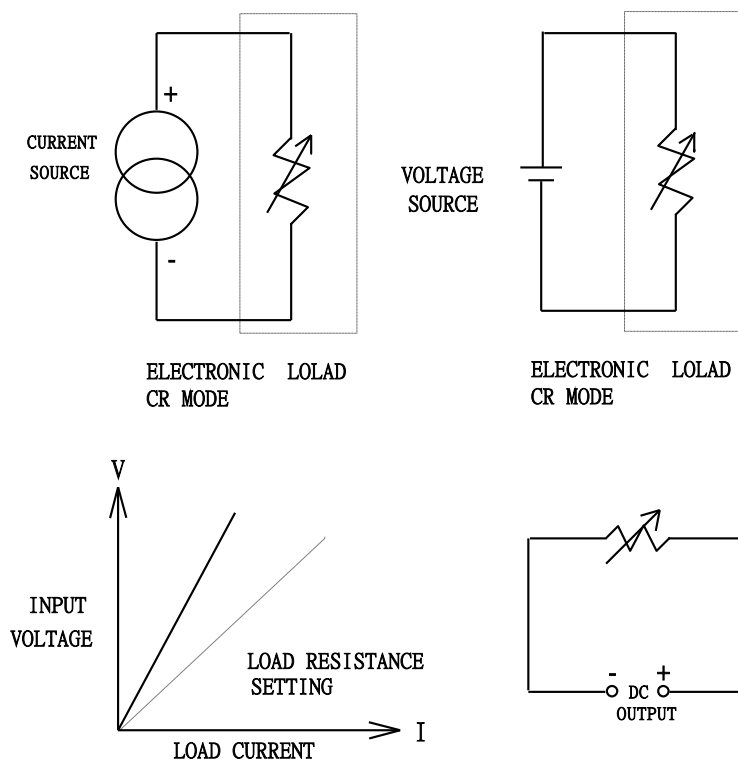 +
CURRENT
SOURCE
-
ELECTRONIC LOLAD
CR MODE
VOLTAGE
SOURCE
ELECTRONIC LOLAD
CR MODE
V
INPUT
VOLTAGE
LOAD RESISTANCE
SETTING
I
LOAD CURRENT
- +
DC
OUTPUT